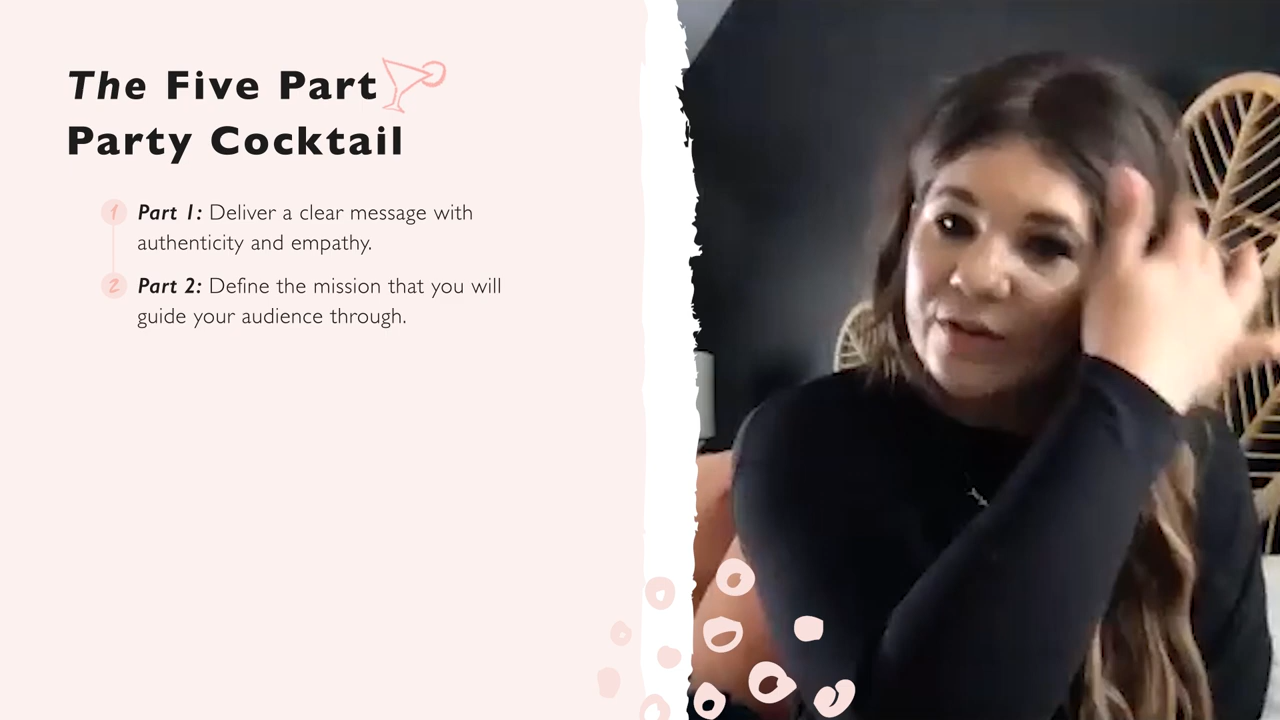 The Five Part
Party Cocktail
1 Part 1: Deliver a clear message with
authenticity and empathy.
2 Part 2: Define the mission that you will
guide your audience through.